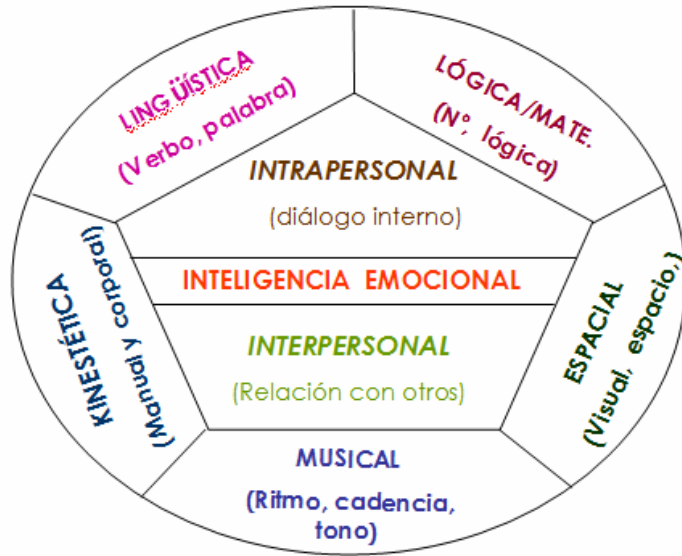 LINGÜÍSTICA
(Verbo, palabra)
LÓGICA/MATE.
(Nº, lógica)
INTRAPERSONAL
(diálogo interno)
INTELIGENCIA EMOCIONAL
INTERPERSONAL
(Relación con otros)
KINESTÉTICA
(Manual y corporal)
ESPACIAL
(Visual, espacio,)
MUSICAL
(Ritmo, cadencia,
tono)